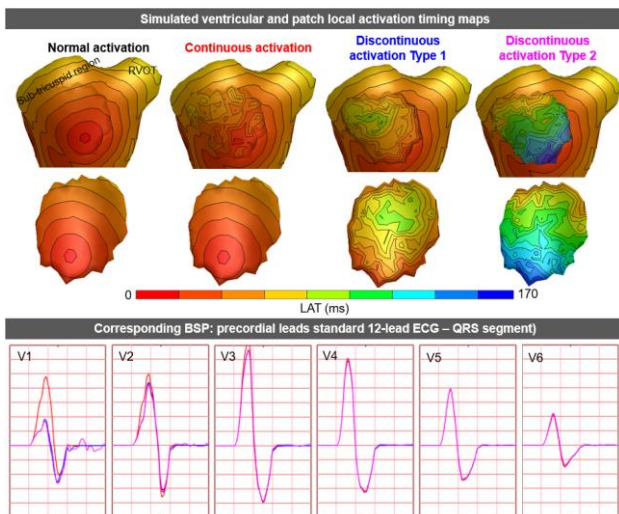 Simulated ventricular and patch local activation timing maps
Normal activation
Continuous activation
Discontinuous activation Type 1
Discontinuous activation Type 2
Sub-tricuspid region
RVOT
0
170
LAT (ms)
Corresponding BSP: precordial leads standard 12-lead ECG – QRS segment)
V1
V2
V3
V4
V5
V6